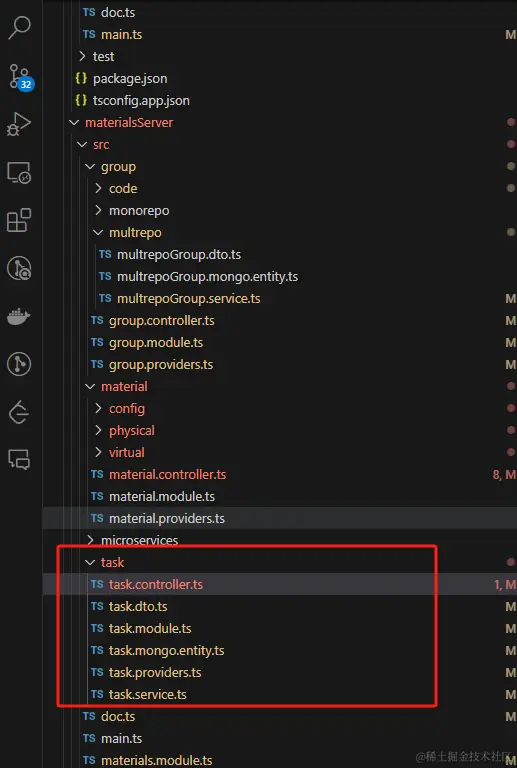 TS doc.ts
TS main.ts M
test
{} package.json
{} tsconfig.app.json
materialsServer
src
group
code
monorepo
multrepo
TS multrepoGroup.dto.ts
TS multrepoGroup.mongo.entity.ts
TS multrepoGroup.service.ts M
TS group.controller.ts M
TS group.module.ts M
TS group.providers.ts M
material
config
physical
virtual
TS material.controller.ts 8, M
TS material.module.ts
TS material.providers.ts
microservices
task
TS task.controller.ts 1, M
TS task.dto.ts M
TS task.module.ts M
TS task.mongo.entity.ts M
TS task.providers.ts M
TS task.service.ts M
TS doc.ts M
TS main.ts
TS materials.module.ts M
32
@稀土掘金技术社区